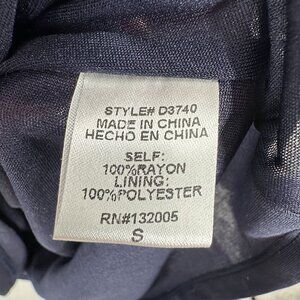 STYLE# D3740
MADE IN CHINA
HECHO EN CHINA
SELF:
100%RAYON
LINING:
100%POLYESTER
RN#132005
S